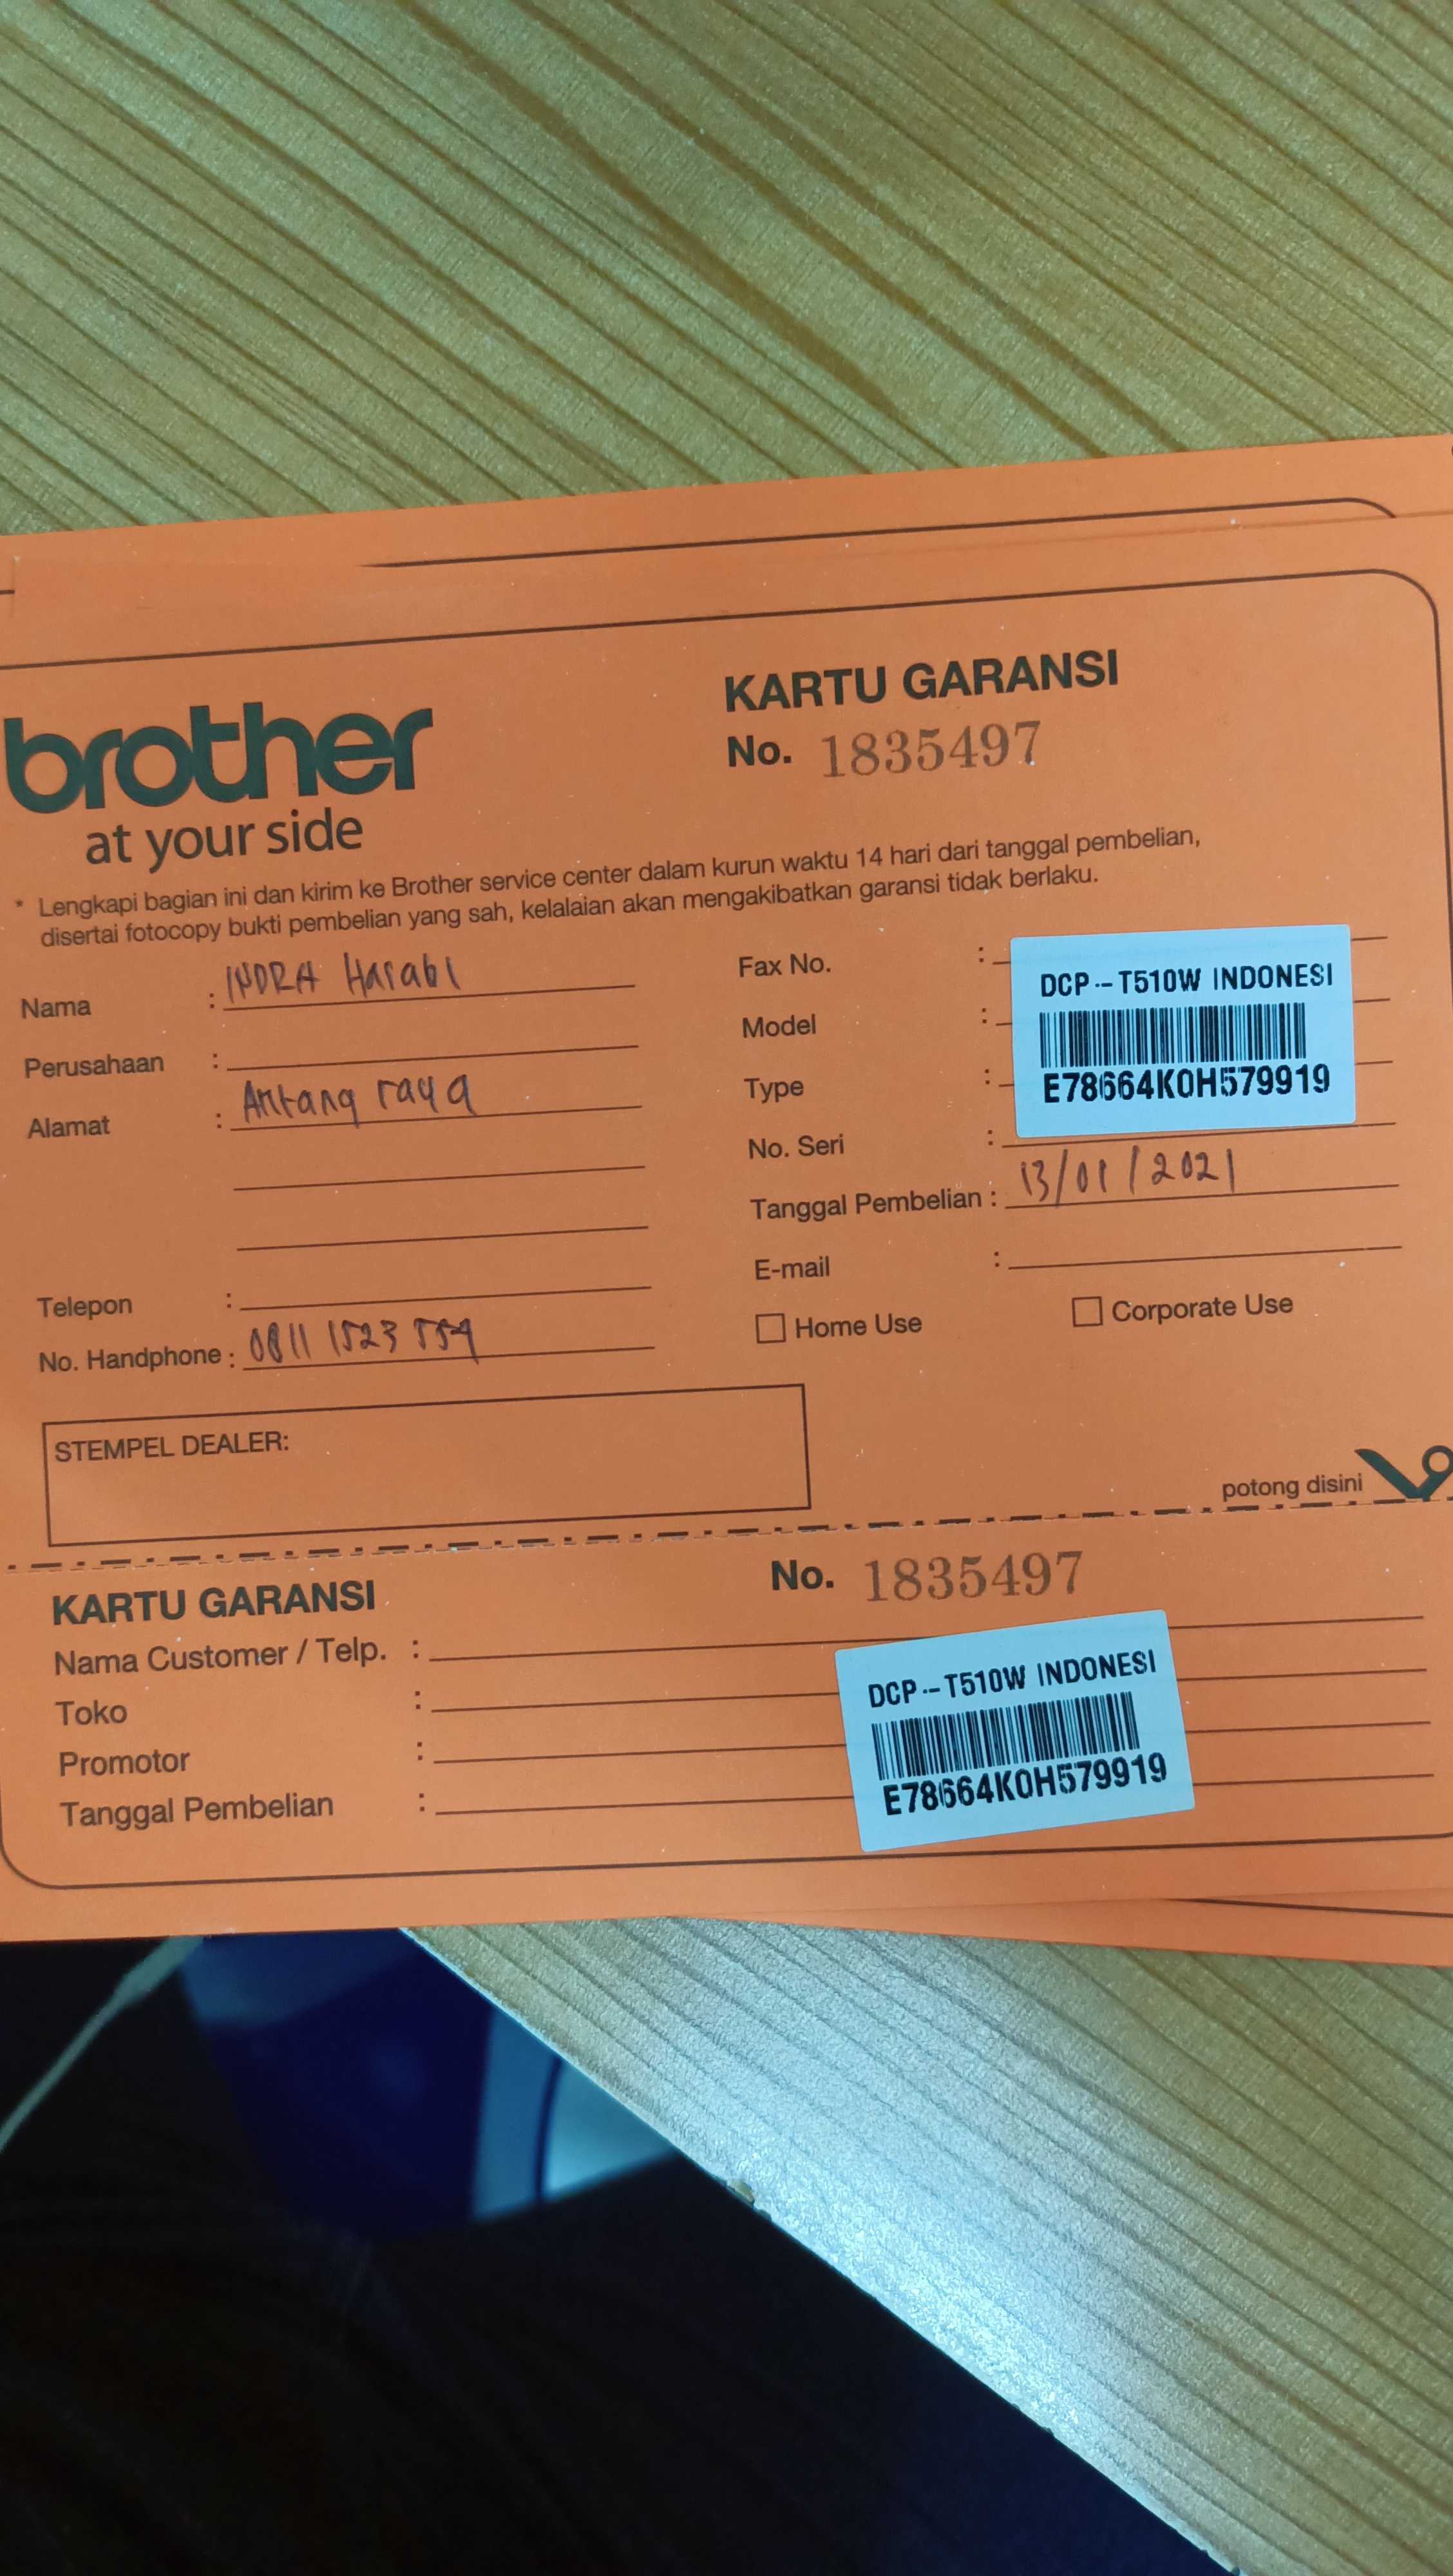 brother
at your side
KARTU GARANSI
No. 1835497
* Lengkapi bagian ini dan kirim ke Brother service center dalam kurun waktu 14 hari dari tanggal pembelian,
disertai fotocopy bukti pembelian yang sah, kelalaian akan mengakibatkan garansi tidak berlaku.
Nama : INDRA Hasabi
Perusahaan :
Alamat : Antang raya
Telepon :
No. Handphone : 0811 1523 554
Fax No. :
Model :
Type :
No. Seri :
DCP--T510W INDONESI
E78664K0H579919
Tanggal Pembelian : 13/01/2021
E-mail :
Home Use Corporate Use
STEMPEL DEALER:
potong disini
KARTU GARANSI No. 1835497
Nama Customer / Telp. :
Toko :
Promotor :
Tanggal Pembelian :
DCP--T510W INDONESI
E78664K0H579919